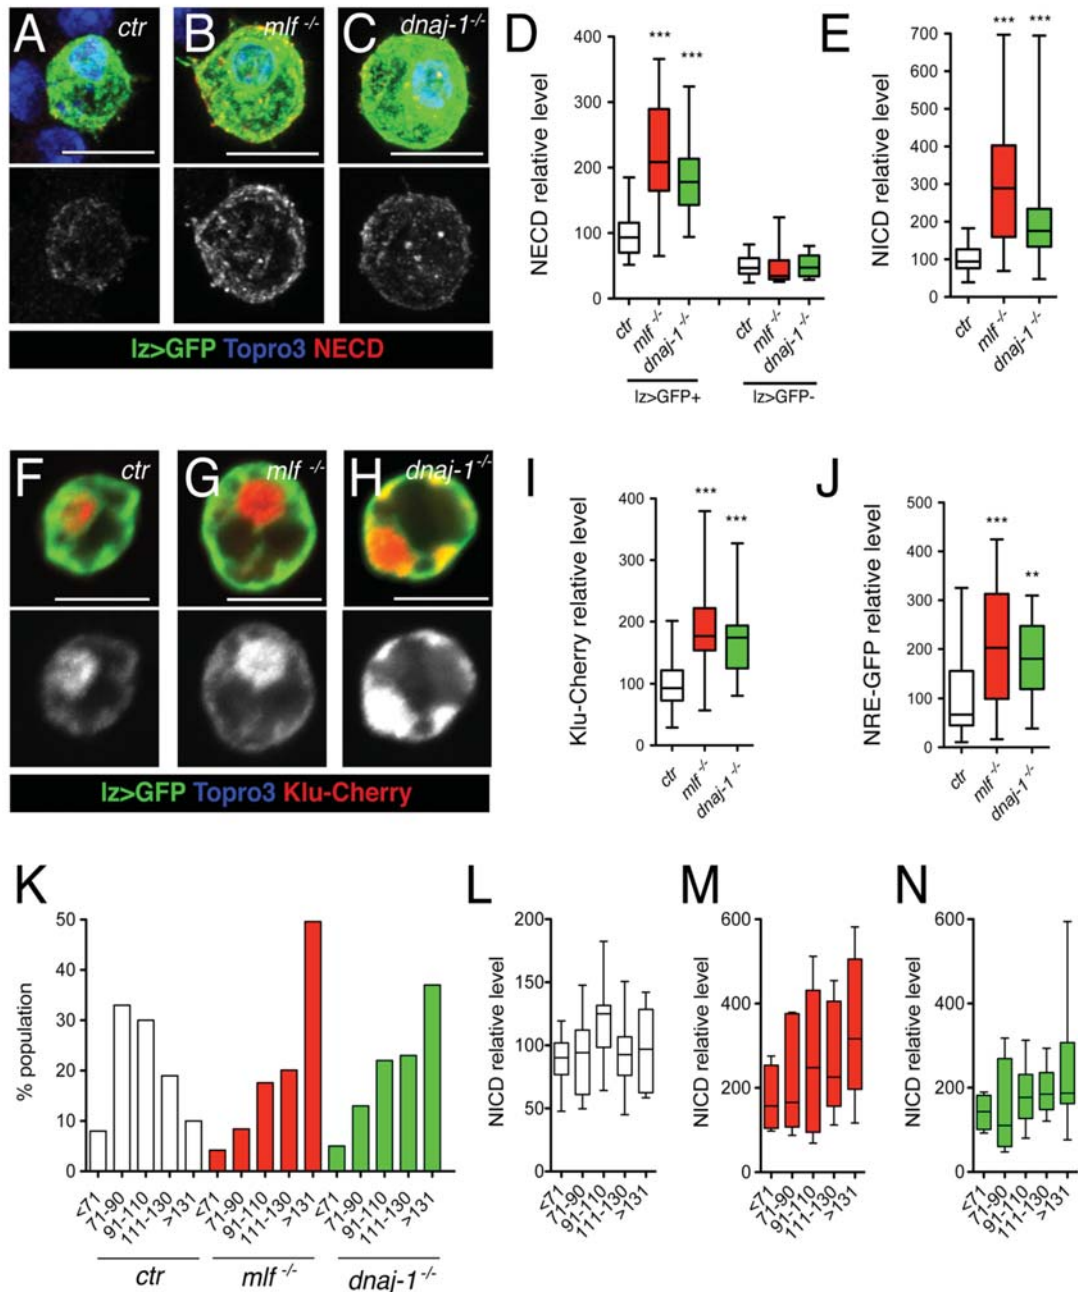 A ctr B mlf -/- C dnaj-1 -/-
lz>GFP Topro3 NECD
D
NECD relative level
400
300
200
100
0
*** ***
ctr mlf -/- dnaj-1 -/- ctr mlf -/- dnaj-1 -/-
lz>GFP+ lz>GFP-
E
NICD relative level
700
600
500
400
300
200
100
0
*** ***
ctr mlf -/- dnaj-1 -/-
F ctr G mlf -/- H dnaj-1 -/-
lz>GFP Topro3 Klu-Cherry
I
Klu-Cherry relative level
400
300
200
100
0
*** ***
ctr mlf -/- dnaj-1 -/-
J
NRE-GFP relative level
500
400
300
200
100
0
*** **
ctr mlf -/- dnaj-1 -/-
K
% population
50
40
30
20
10
0
<71 71-90 91-110 111-130 >131 <71 71-90 91-110 111-130 >131 <71 71-90 91-110 111-130 >131
ctr mlf -/- dnaj-1 -/-
L
NICD relative level
200
150
100
50
0
<71 71-90 91-110 111-130 >131
M
NICD relative level
600
400
200
0
<71 71-90 91-110 111-130 >131
N
NICD relative level
600
400
200
0
<71 71-90 91-110 111-130 >131